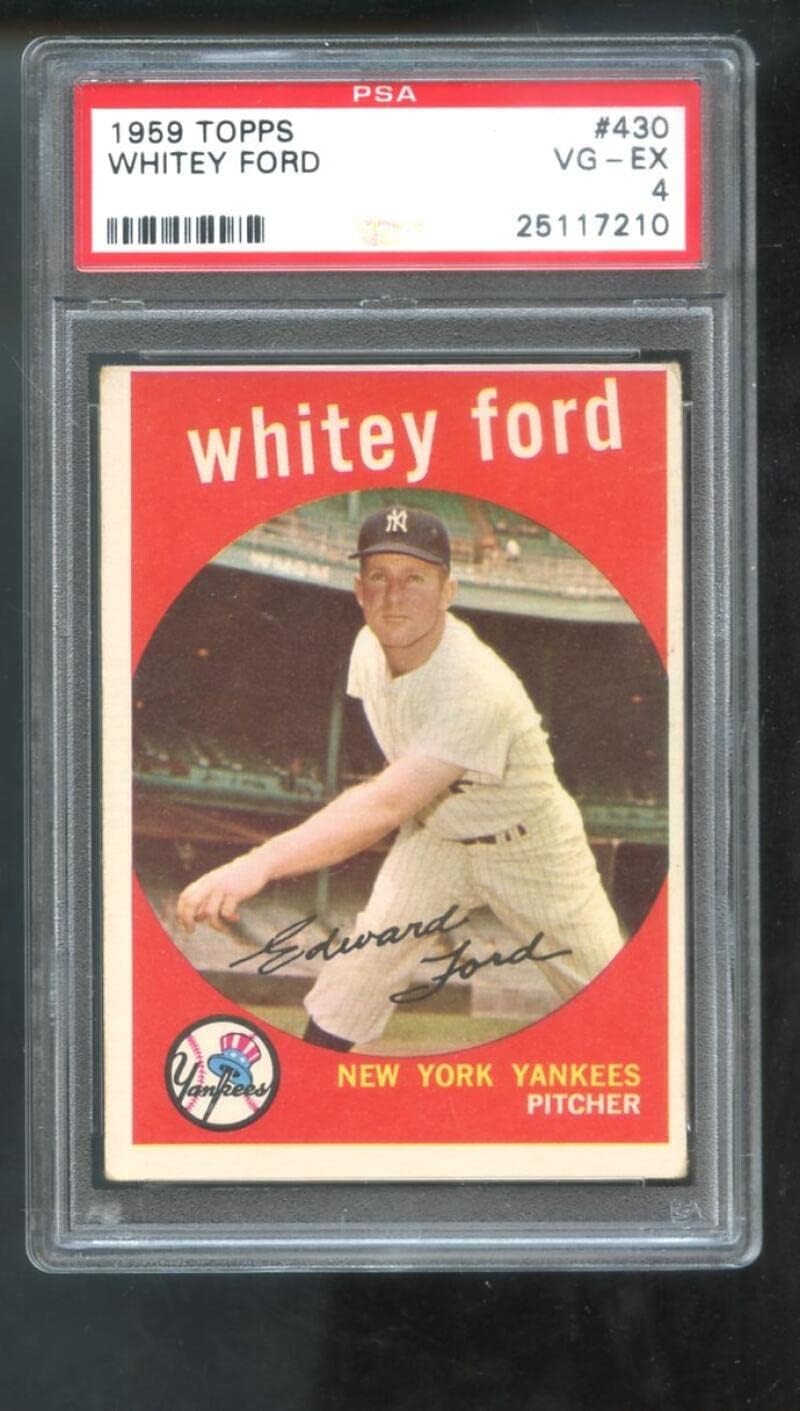 PSA
1959 TOPPS #430
WHITEY FORD VG-EX
4
25117210
whitey ford
NY
Edward
Ford
Yankees
NEW YORK YANKEES
PITCHER